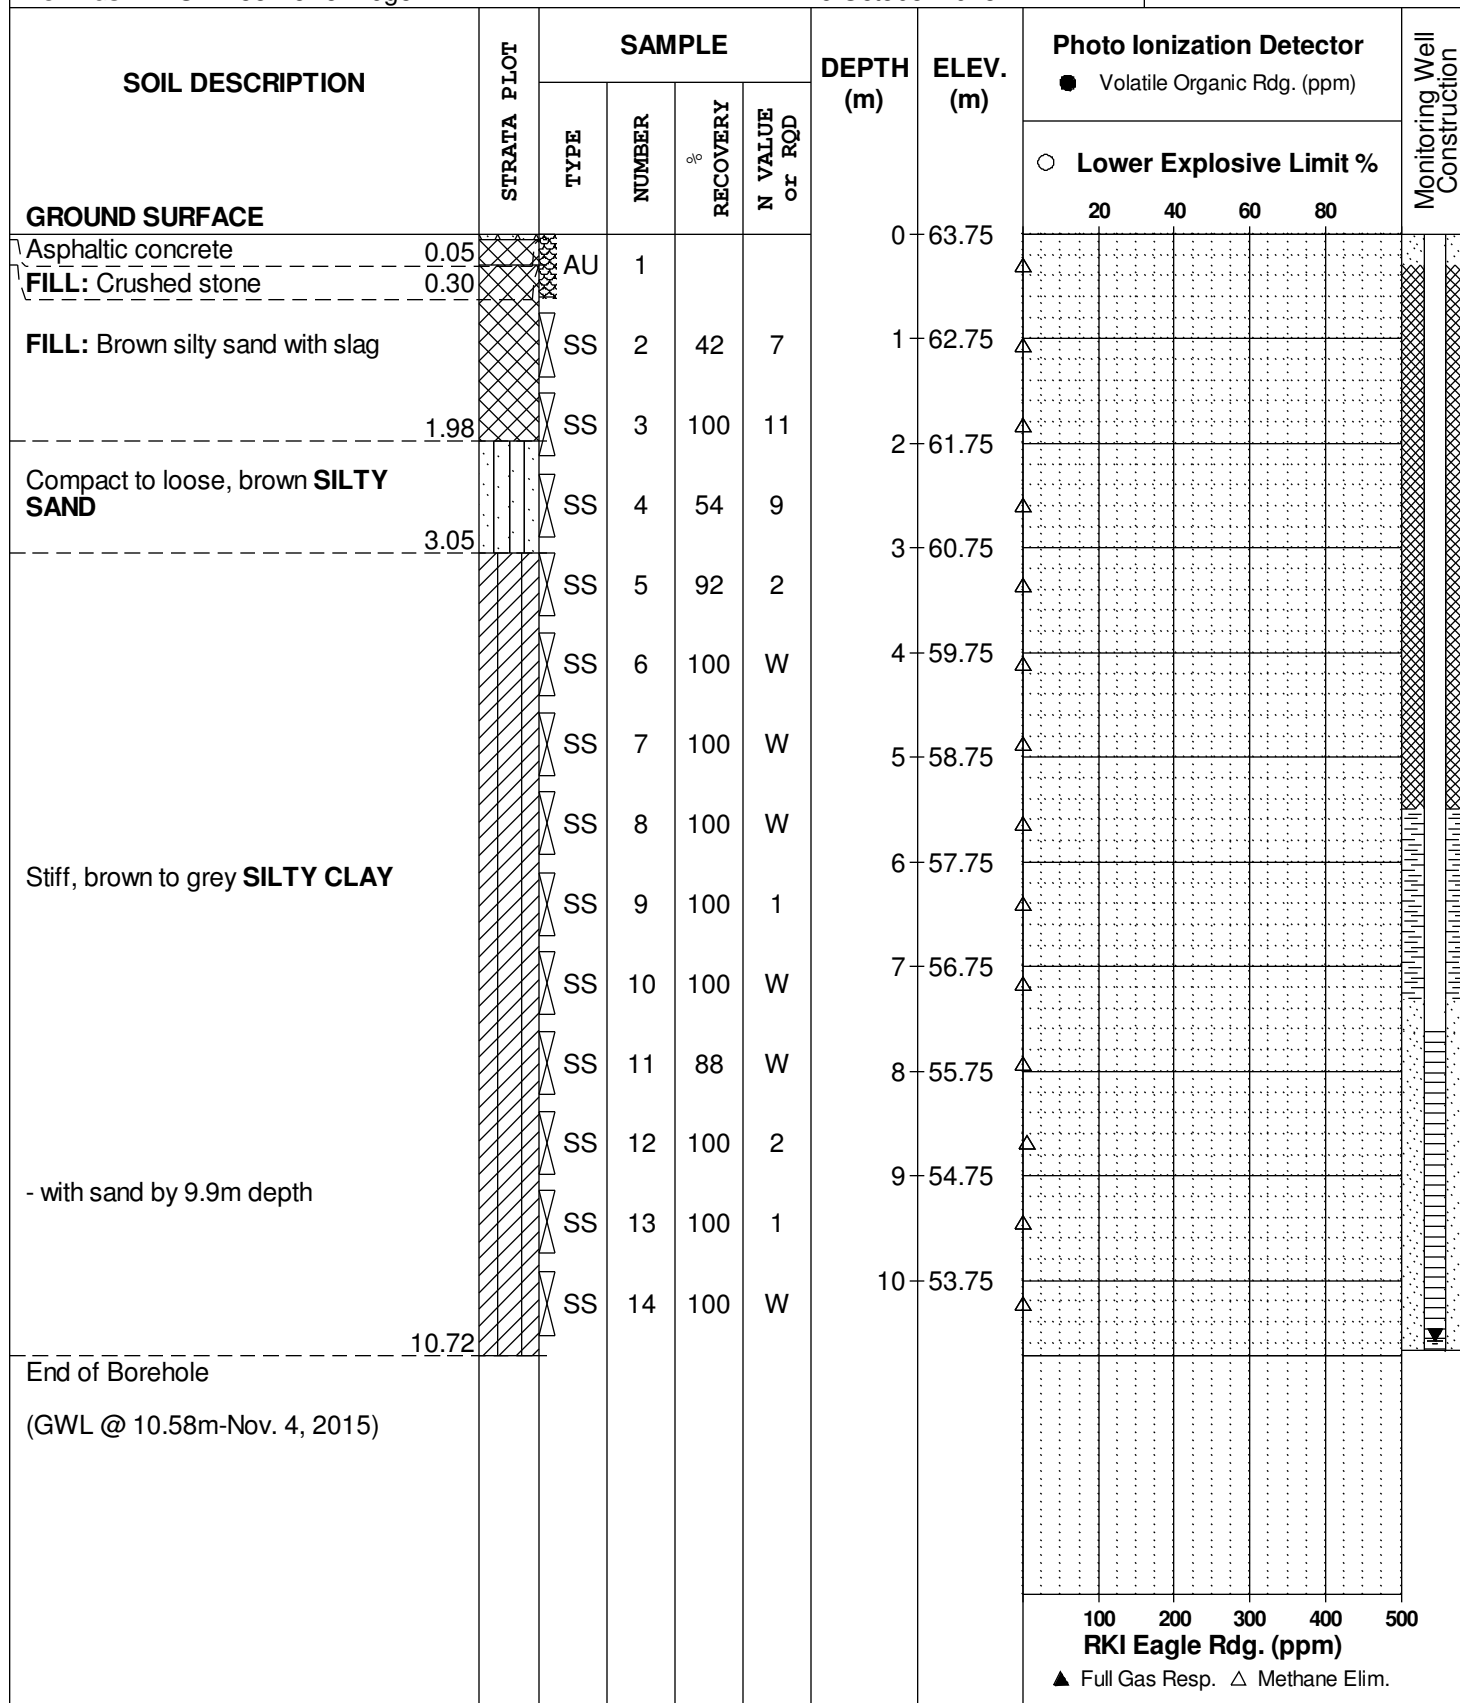 SOIL DESCRIPTION
GROUND SURFACE
STRATA PLOT
SAMPLE
TYPE
NUMBER
% RECOVERY
N VALUE or RQD
DEPTH (m)
ELEV. (m)
Photo Ionization Detector
● Volatile Organic Rdg. (ppm)
○ Lower Explosive Limit %
20 40 60 80
Monitoring Well Construction
0 63.75
Asphaltic concrete 0.05
FILL: Crushed stone 0.30
AU 1
FILL: Brown silty sand with slag
SS 2 42 7
1 62.75
1.98
SS 3 100 11
2 61.75
Compact to loose, brown SILTY
SAND
SS 4 54 9
3.05
3 60.75
SS 5 92 2
SS 6 100 W
4 59.75
SS 7 100 W
5 58.75
SS 8 100 W
6 57.75
Stiff, brown to grey SILTY CLAY
SS 9 100 1
7 56.75
SS 10 100 W
SS 11 88 W
8 55.75
SS 12 100 2
9 54.75
- with sand by 9.9m depth
SS 13 100 1
10 53.75
SS 14 100 W
10.72
End of Borehole
(GWL @ 10.58m-Nov. 4, 2015)
100 200 300 400 500
RKI Eagle Rdg. (ppm)
▲ Full Gas Resp. △ Methane Elim.